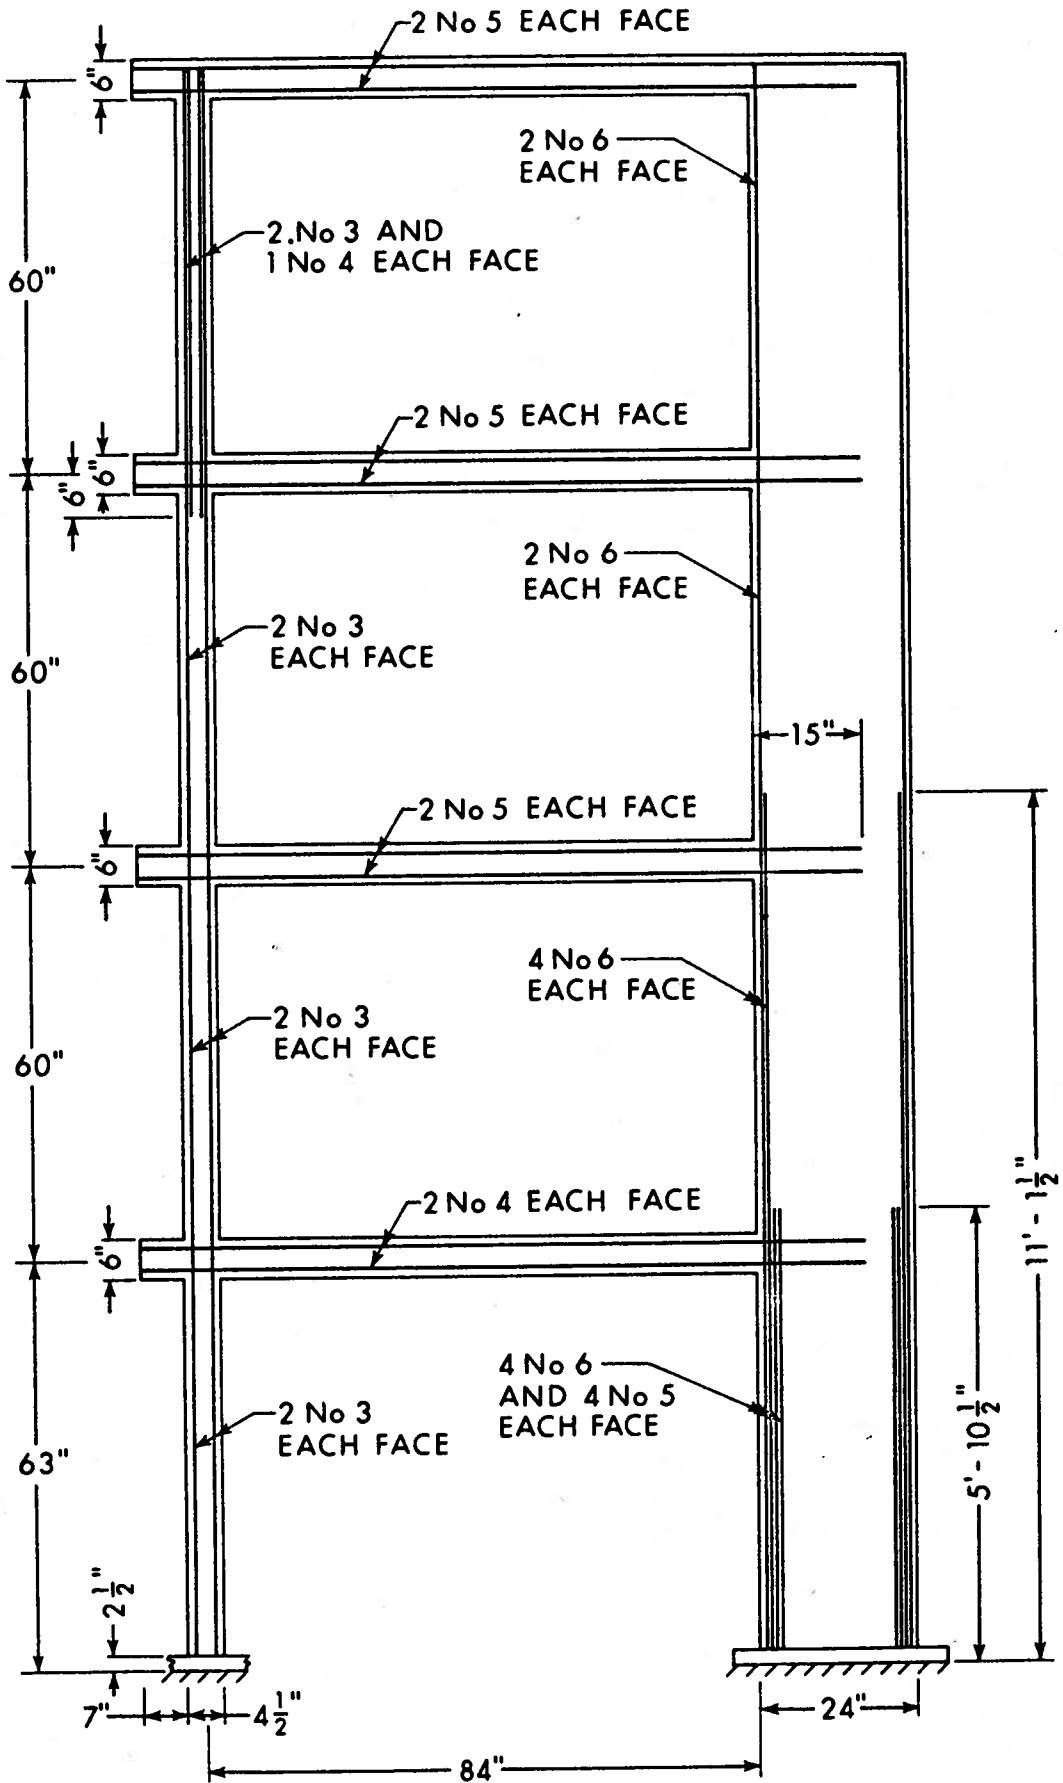 2 No 5 EACH FACE
6"
2 No 6
EACH FACE
2.No 3 AND
1 No 4 EACH FACE
60"
2 No 5 EACH FACE
6"
6"
2 No 6
EACH FACE
2 No 3
EACH FACE
60"
15"
2 No 5 EACH FACE
6"
4 No 6
EACH FACE
2 No 3
EACH FACE
60"
11' - 1 1/2"
2 No 4 EACH FACE
6"
4 No 6
AND 4 No 5
EACH FACE
2 No 3
EACH FACE
63"
5' - 10 1/2"
2 1/2"
7"
4 1/2"
24"
84"